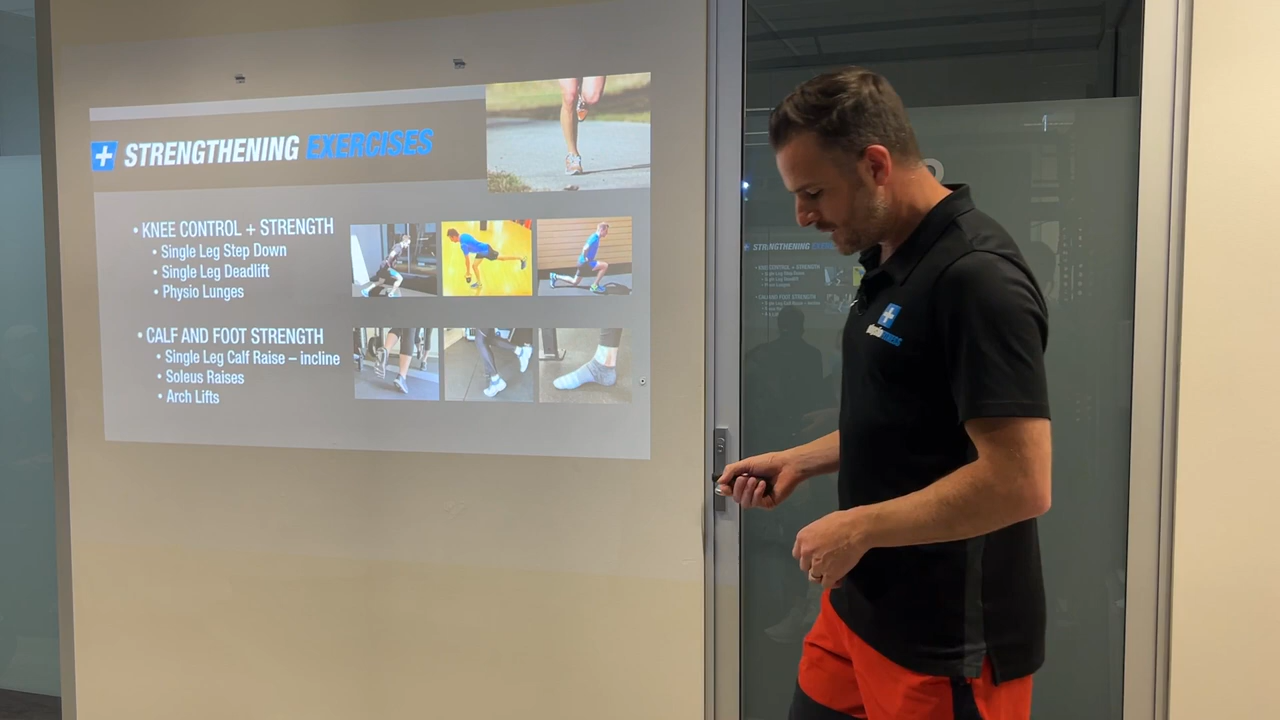 STRENGTHENING EXERCISES
• KNEE CONTROL + STRENGTH
• Single Leg Step Down
• Single Leg Deadlift
• Physio Lunges
• CALF AND FOOT STRENGTH
• Single Leg Calf Raise – incline
• Soleus Raises
• Arch Lifts